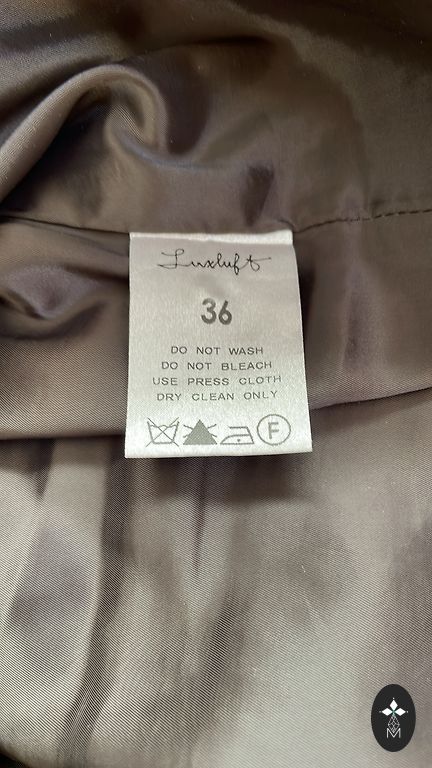 Luxluft
36
DO NOT WASH
DO NOT BLEACH
USE PRESS CLOTH
DRY CLEAN ONLY
F
M